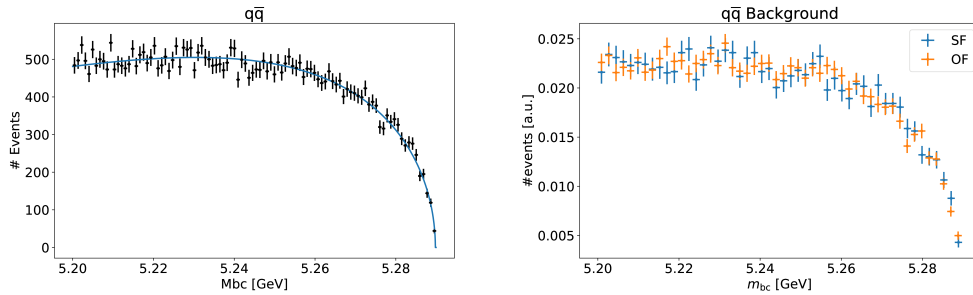 qq̅
# Events
500
400
300
200
100
0
5.20 5.22 5.24 5.26 5.28
Mbc [GeV]
qq̅ Background
#events [a.u.]
0.025
0.020
0.015
0.010
0.005
SF
OF
5.20 5.22 5.24 5.26 5.28
m_bc [GeV]